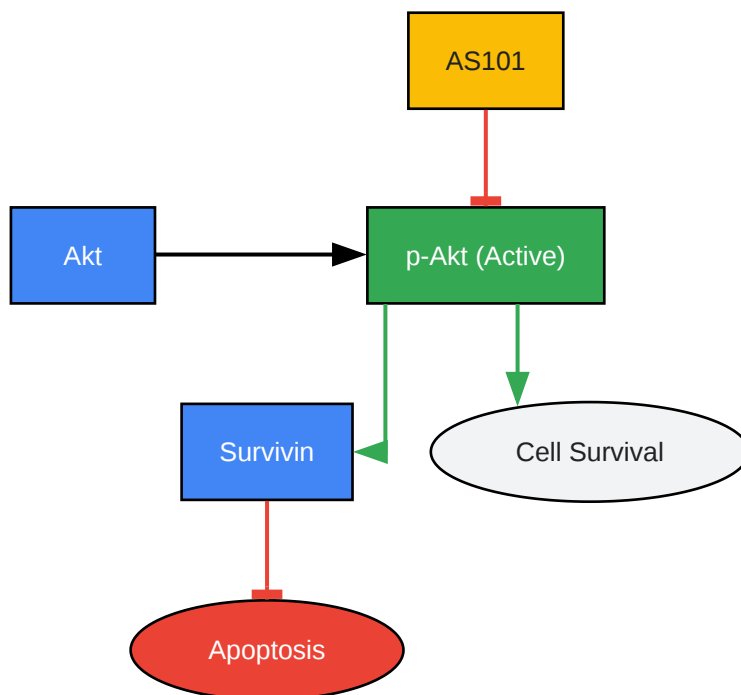 AS101
Akt
p-Akt (Active)
Survivin
Cell Survival
Apoptosis